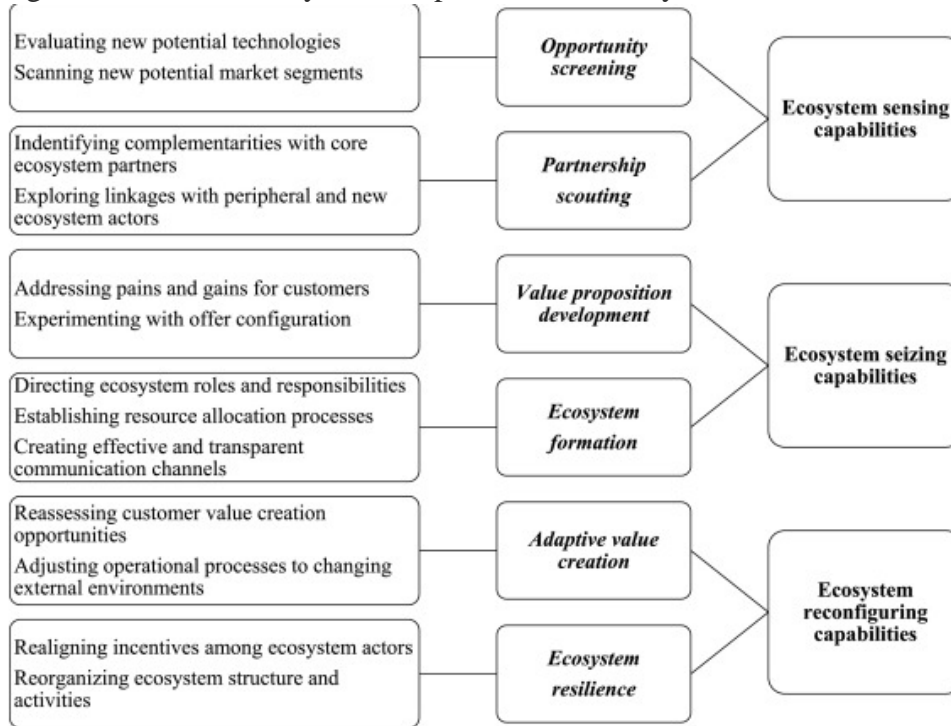 Evaluating new potential technologies
Scanning new potential market segments
Opportunity
screening
Ecosystem sensing
capabilities
Indentifying complementarities with core
ecosystem partners
Exploring linkages with peripheral and new
ecosystem actors
Partnership
scouting
Addressing pains and gains for customers
Experimenting with offer configuration
Value proposition
development
Ecosystem seizing
capabilities
Directing ecosystem roles and responsibilities
Establishing resource allocation processes
Creating effective and transparent
communication channels
Ecosystem
formation
Reassessing customer value creation
opportunities
Adjusting operational processes to changing
external environments
Adaptive value
creation
Ecosystem
reconfiguring
capabilities
Realigning incentives among ecosystem actors
Reorganizing ecosystem structure and
activities
Ecosystem
resilience